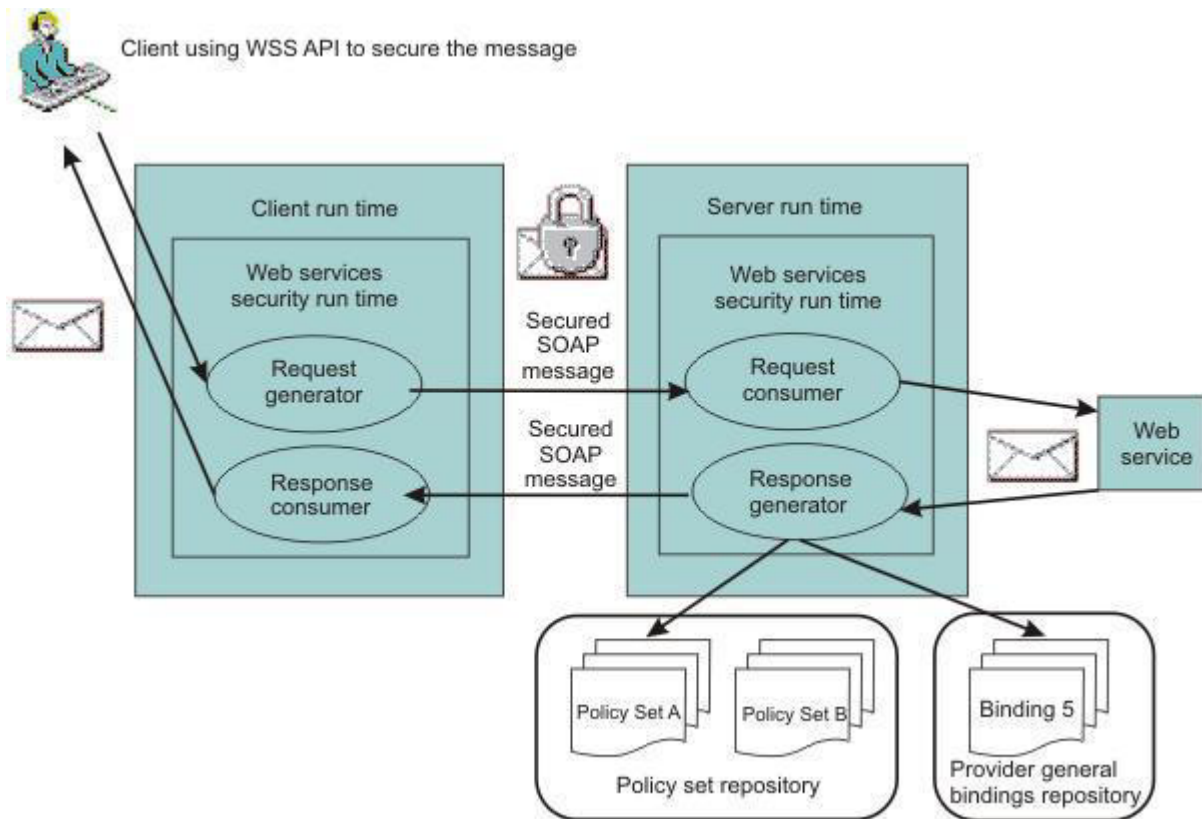 Client using WSS API to secure the message
Client run time
Web services
security run time
Request
generator
Response
consumer
Secured
SOAP
message
Secured
SOAP
message
Server run time
Web services
security run time
Request
consumer
Response
generator
Web
service
Policy Set A
Policy Set B
Policy set repository
Binding 5
Provider general
bindings repository